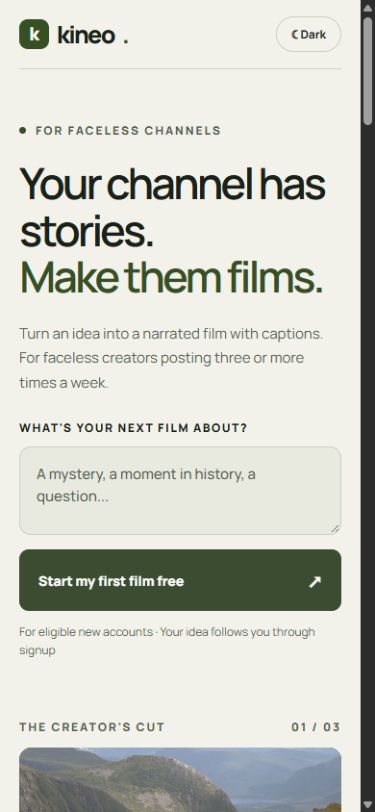 k kineo .
☾ Dark
FOR FACELESS CHANNELS
Your channel has
stories.
Make them films.
Turn an idea into a narrated film with captions.
For faceless creators posting three or more
times a week.
WHAT'S YOUR NEXT FILM ABOUT?
A mystery, a moment in history, a
question...
Start my first film free ↗
For eligible new accounts · Your idea follows you through
signup
THE CREATOR'S CUT 01 / 03